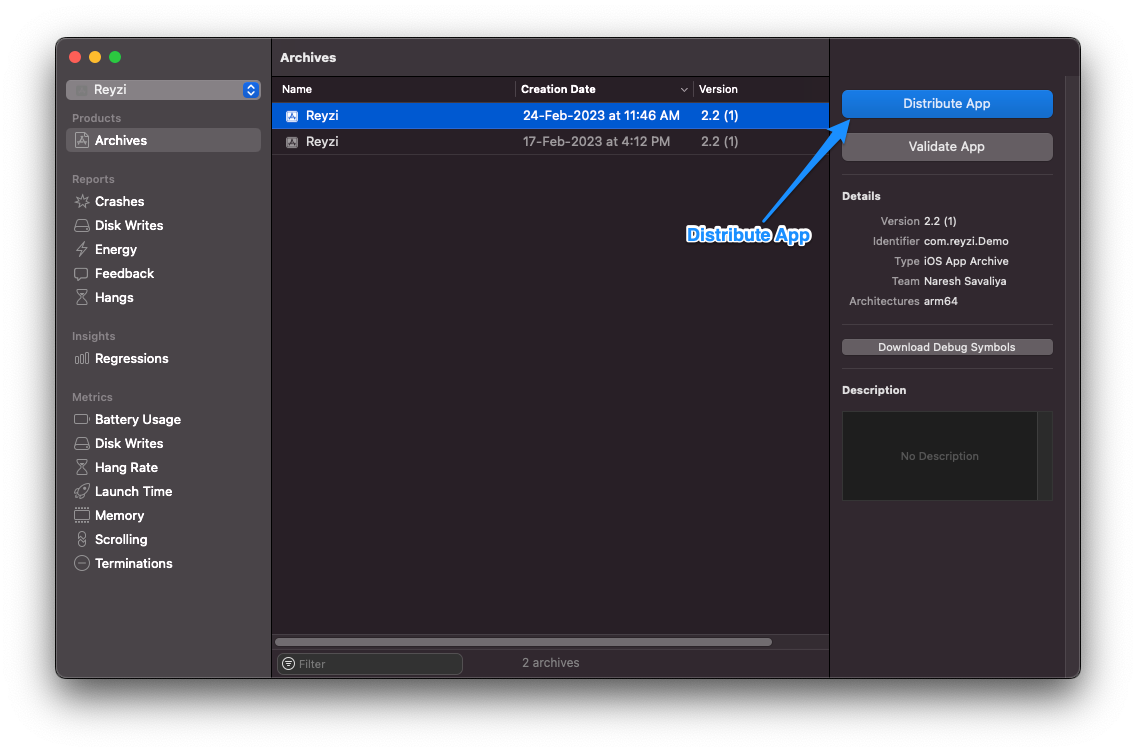 Reyzi
Products
Archives
Reports
Crashes
Disk Writes
Energy
Feedback
Hangs
Insights
Regressions
Metrics
Battery Usage
Disk Writes
Hang Rate
Launch Time
Memory
Scrolling
Terminations
Archives
Name Creation Date Version
Reyzi 24-Feb-2023 at 11:46 AM 2.2 (1)
Reyzi 17-Feb-2023 at 4:12 PM 2.2 (1)
Distribute App
Filter 2 archives
Distribute App
Validate App
Details
Version 2.2 (1)
Identifier com.reyzi.Demo
Type iOS App Archive
Team Naresh Savaliya
Architectures arm64
Download Debug Symbols
Description
No Description